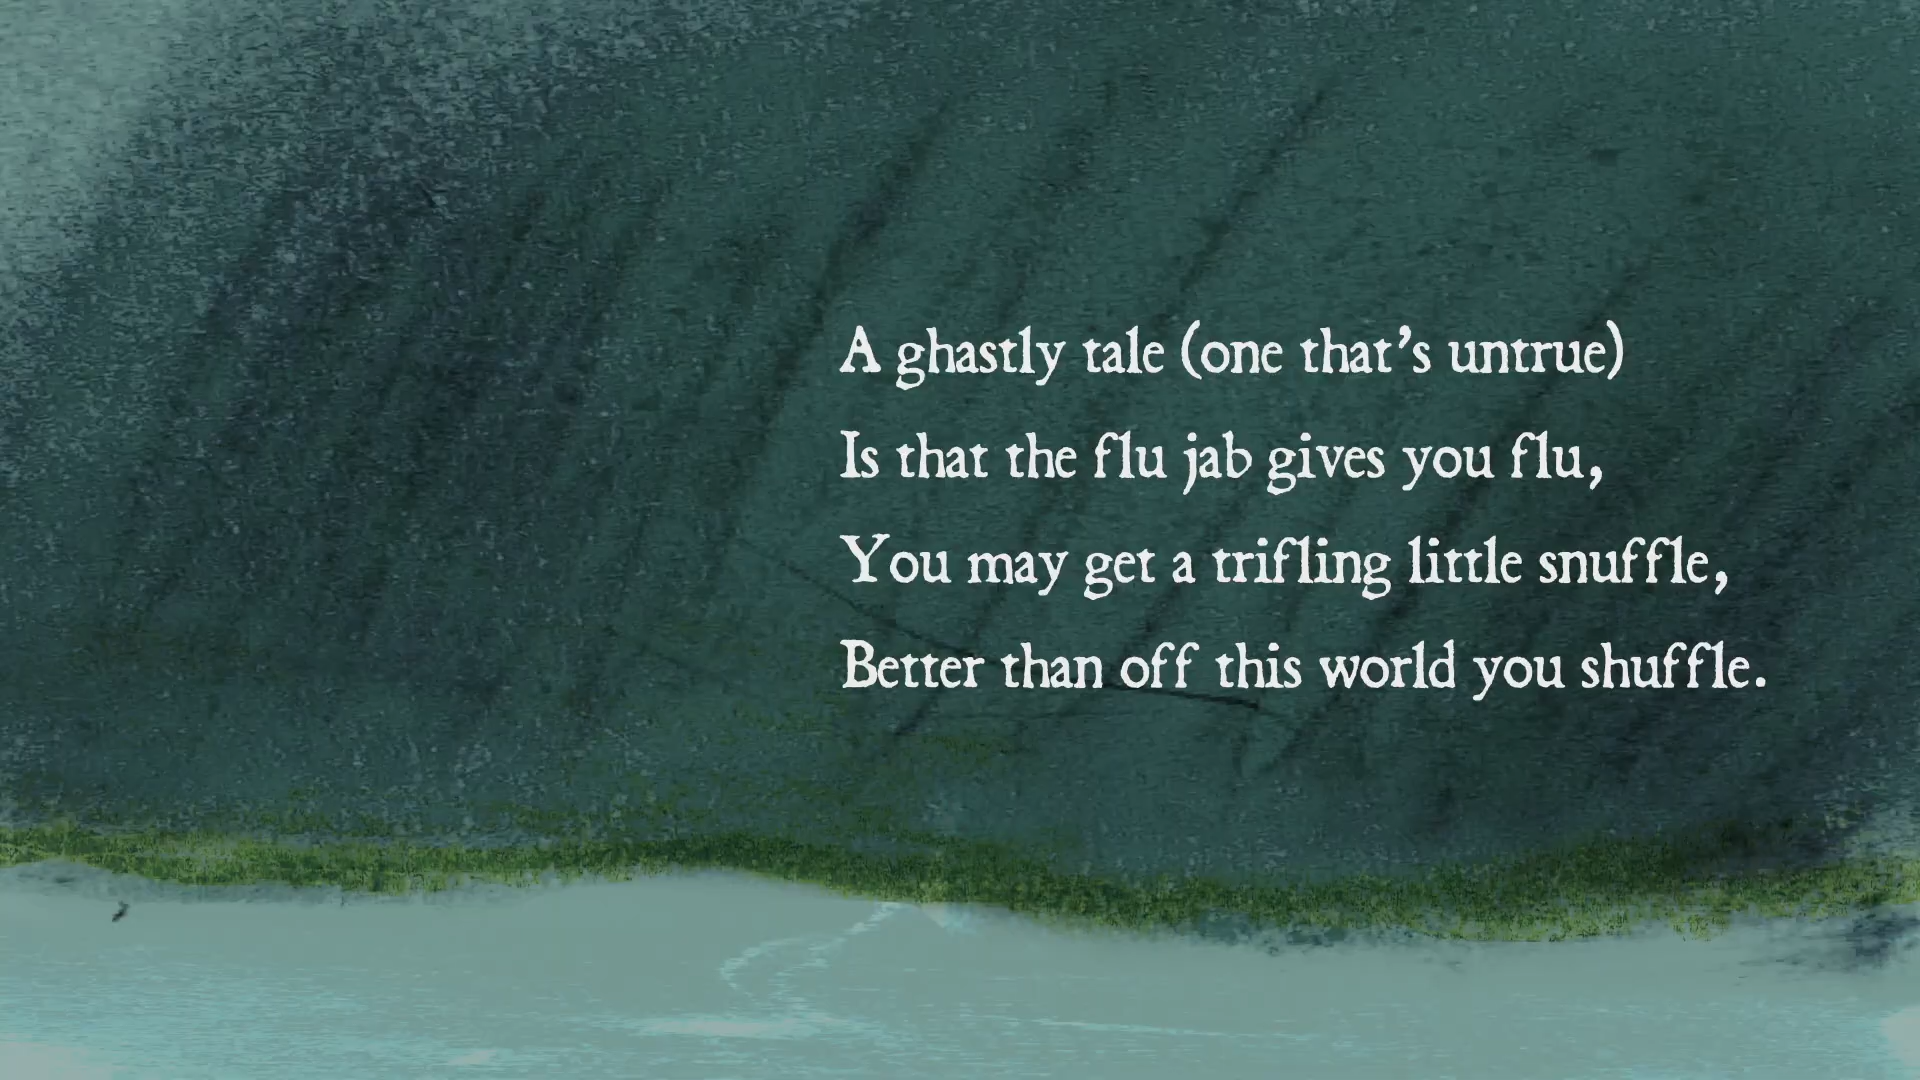 A ghastly tale (one that's untrue)
Is that the flu jab gives you flu,
You may get a trifling little snuffle,
Better than off this world you shuffle.